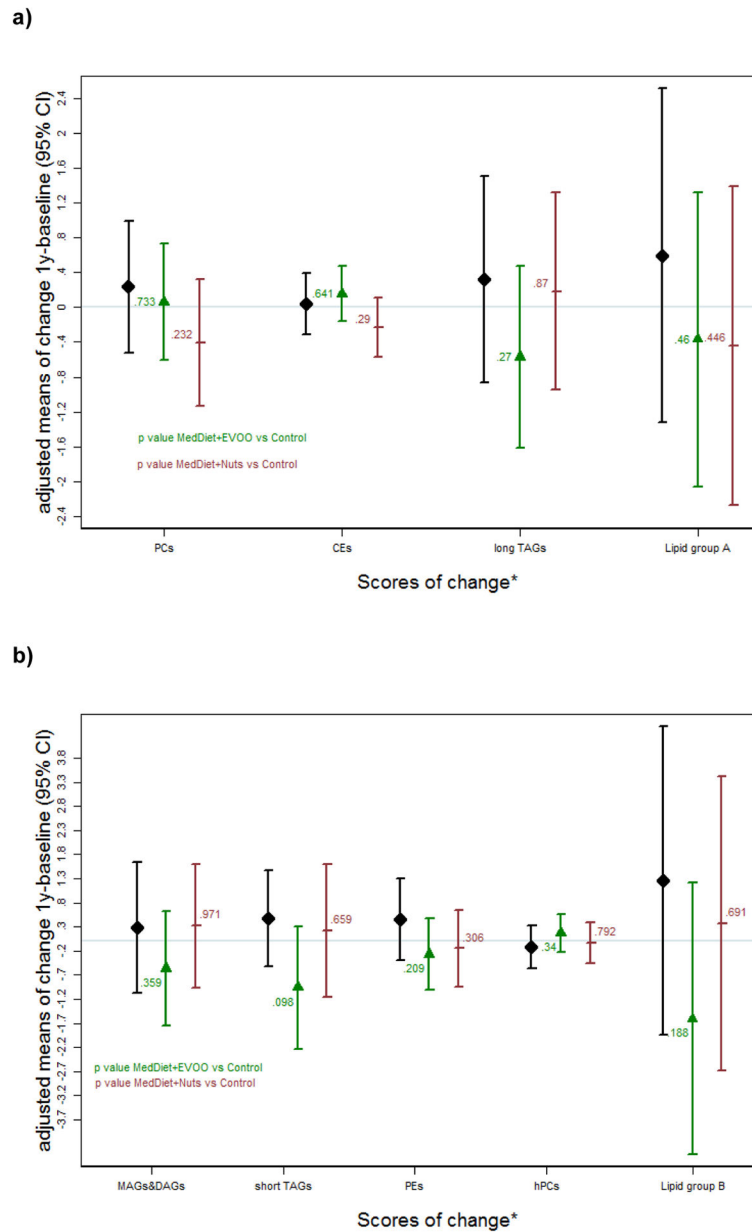 a)
adjusted means of change 1y-baseline (95% CI)
2.4
2
1.6
1.2
.8
.4
0
-.4
-.8
-1.2
-1.6
-2
-2.4
.733
.232
.641
.29
.27
.87
.46
.446
p value MedDiet+EVOO vs Control
p value MedDiet+Nuts vs Control
PCs
CEs
long TAGs
Lipid group A
Scores of change*
b)
adjusted means of change 1y-baseline (95% CI)
3.8
3.3
2.8
2.3
1.8
1.3
.8
.3
-.2
-.7
-1.2
-1.7
-2.2
-2.7
-3.2
-3.7
.359
.971
.098
.659
.209
.306
.34
.792
.188
.691
p value MedDiet+EVOO vs Control
p value MedDiet+Nuts vs Control
MAGs&DAGs
short TAGs
PEs
hPCs
Lipid group B
Scores of change*